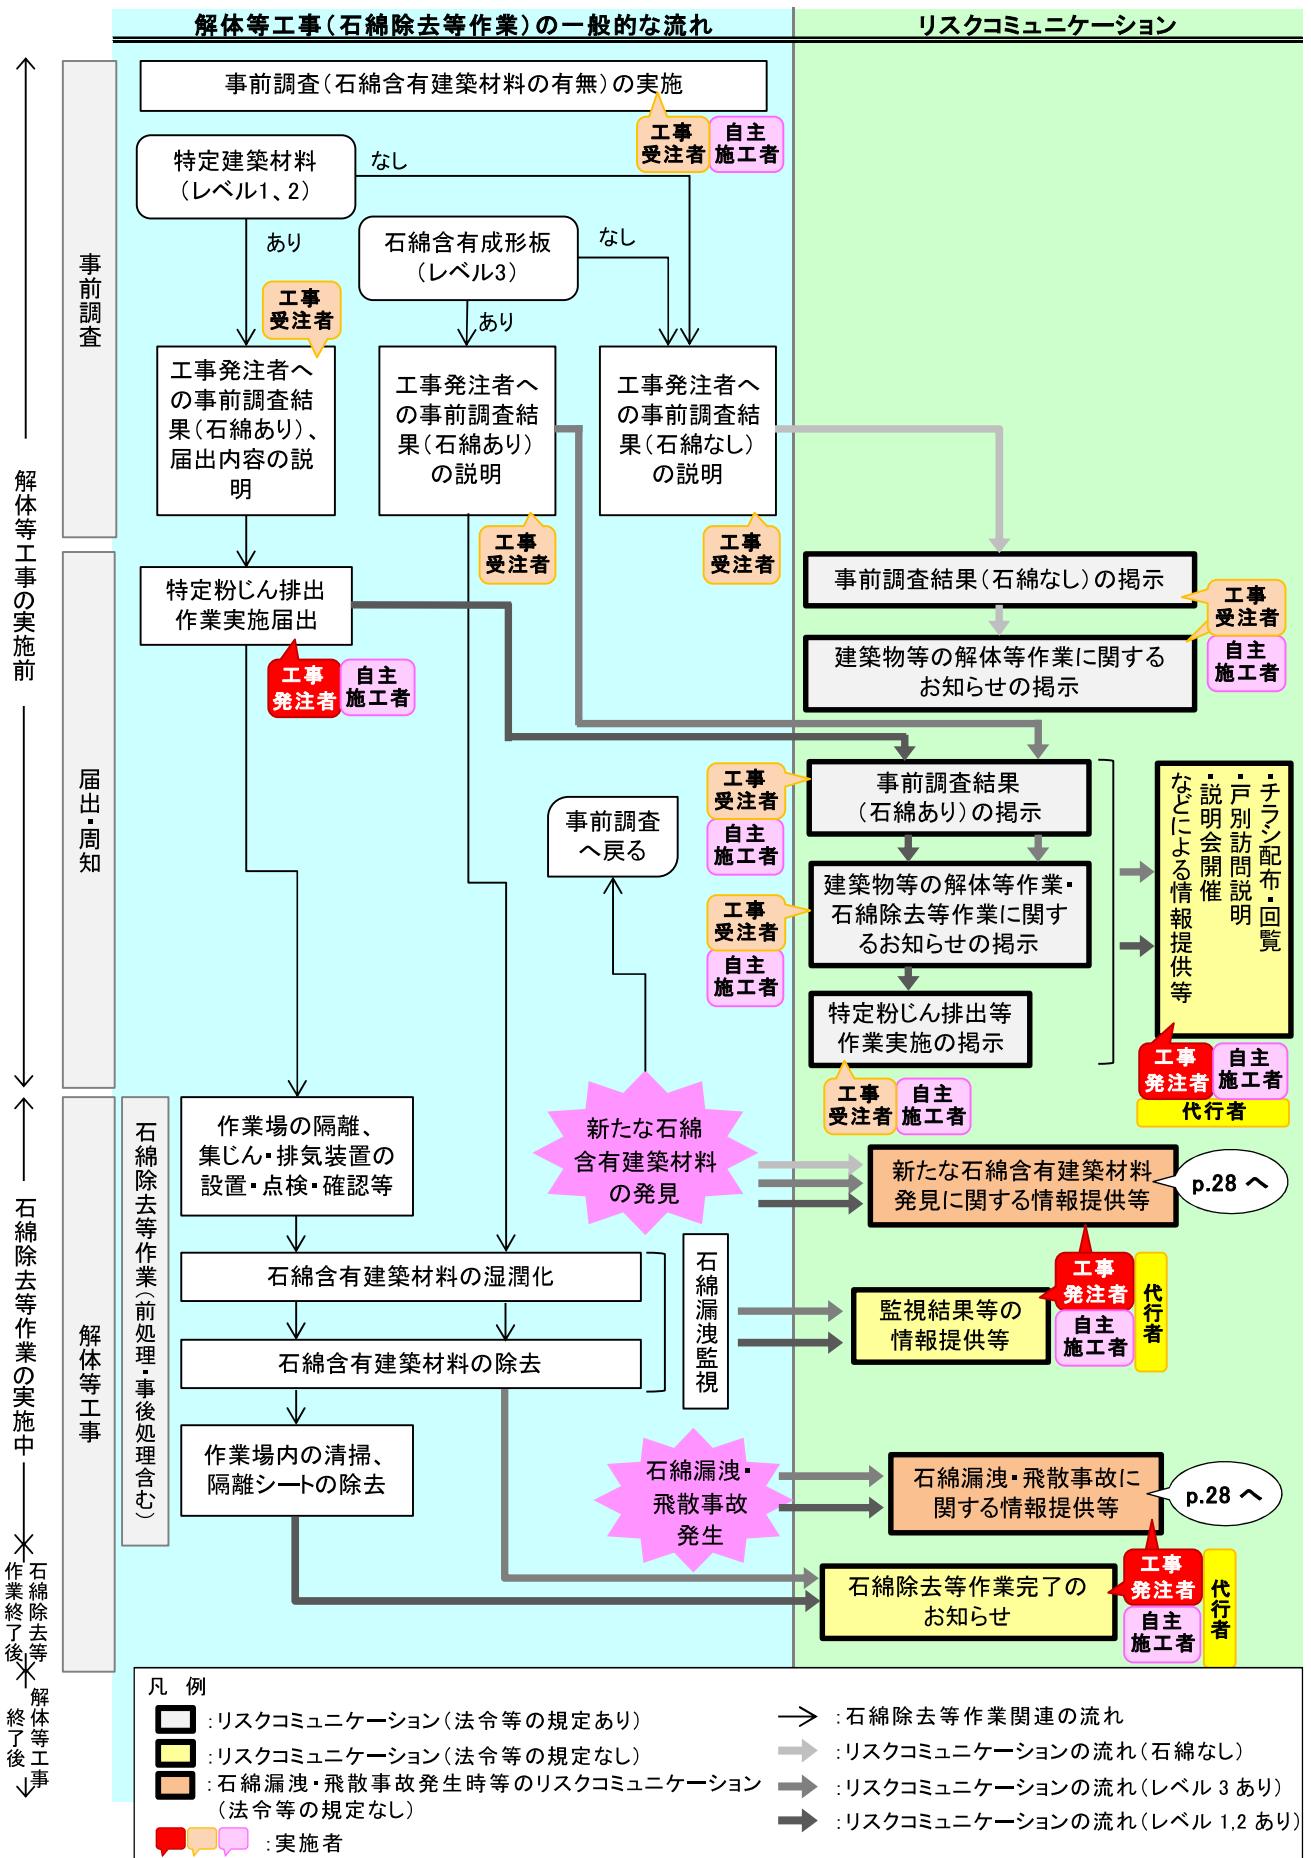 解体等工事（石綿除去等作業）の一般的な流れ
リスクコミュニケーション
解体等工事の実施前
石綿除去等作業の実施中
石綿除去等
作業終了後
解体等工事
終了後
事前調査
届出・周知
解体等工事
石綿除去等作業（前処理・事後処理含む）
事前調査（石綿含有建築材料の有無）の実施
工事
受注者
自主
施工者
特定建築材料
（レベル1、2）
なし
あり
石綿含有成形板
（レベル3）
なし
あり
工事
受注者
工事発注者へ
の事前調査結
果（石綿あり）、
届出内容の説
明
工事発注者へ
の事前調査結
果（石綿あり）
の説明
工事発注者へ
の事前調査結
果（石綿なし）
の説明
工事
受注者
工事
受注者
特定粉じん排出
作業実施届出
工事
発注者
自主
施工者
事前調査結果（石綿なし）の掲示
建築物等の解体等作業に関する
お知らせの掲示
工事
受注者
自主
施工者
事前調査結果
（石綿あり）の掲示
工事
受注者
自主
施工者
建築物等の解体等作業・
石綿除去等作業に関す
るお知らせの掲示
工事
受注者
自主
施工者
特定粉じん排出等
作業実施の掲示
工事
受注者
自主
施工者
・チラシ配布・回覧
・戸別訪問説明
・説明会開催
などによる情報提供等
工事
発注者
自主
施工者
代行者
事前調査
へ戻る
新たな石綿
含有建築材料
の発見
新たな石綿含有建築材料
発見に関する情報提供等
p.28 へ
作業場の隔離、
集じん・排気装置の
設置・点検・確認等
石綿含有建築材料の湿潤化
石綿含有建築材料の除去
石綿漏洩監視
監視結果等の
情報提供等
工事
発注者
自主
施工者
代行者
作業場内の清掃、
隔離シートの除去
石綿漏洩・
飛散事故
発生
石綿漏洩・飛散事故に
関する情報提供等
p.28 へ
石綿除去等作業完了の
お知らせ
工事
発注者
自主
施工者
代行者
凡 例
：リスクコミュニケーション（法令等の規定あり）
：リスクコミュニケーション（法令等の規定なし）
：石綿漏洩・飛散事故発生時等のリスクコミュニケーション
（法令等の規定なし）
：実施者
：石綿除去等作業関連の流れ
：リスクコミュニケーションの流れ（石綿なし）
：リスクコミュニケーションの流れ（レベル 3 あり）
：リスクコミュニケーションの流れ（レベル 1,2 あり）